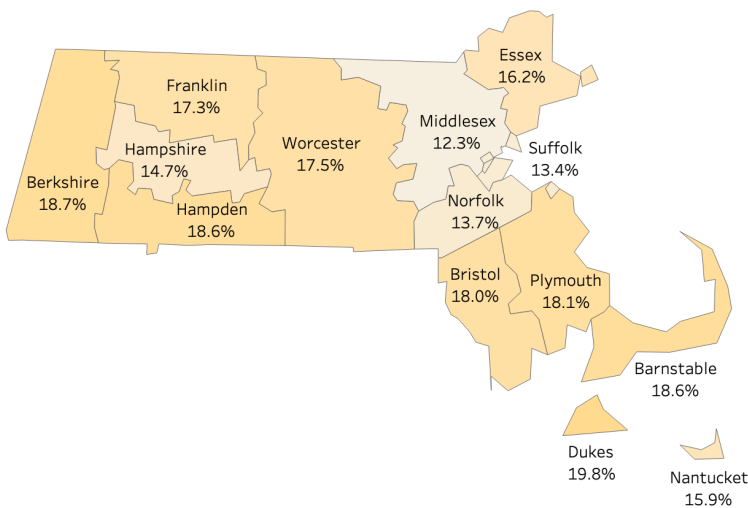 Essex
16.2%
Franklin
17.3%
Middlesex
12.3%
Worcester
17.5%
Hampshire
14.7%
Suffolk
13.4%
Berkshire
18.7%
Hampden
18.6%
Norfolk
13.7%
Bristol
18.0%
Plymouth
18.1%
Barnstable
18.6%
Dukes
19.8%
Nantucket
15.9%